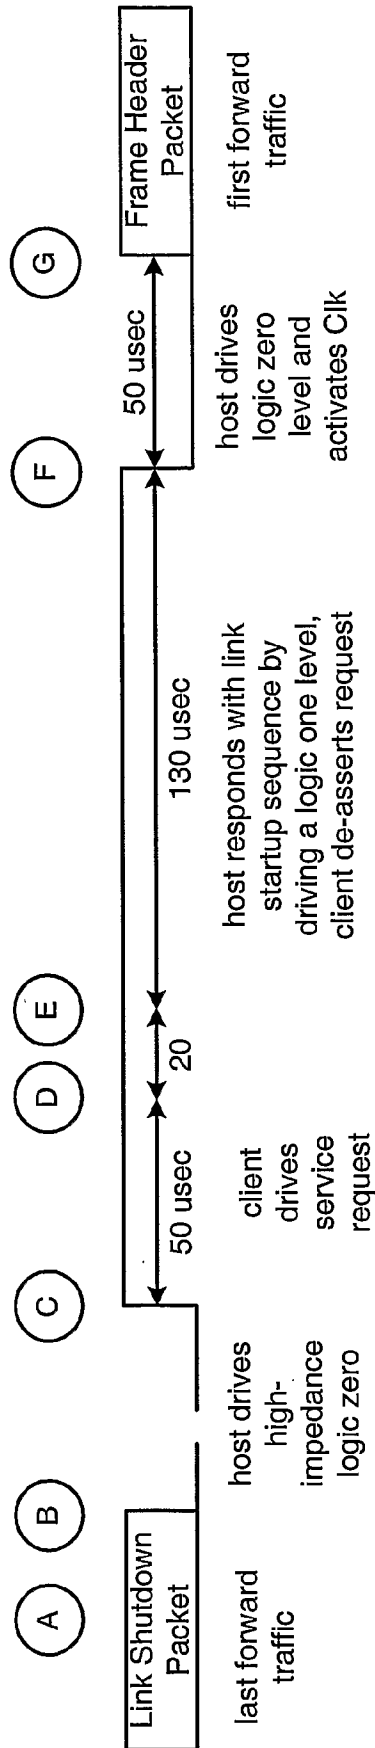 A
B
C
D
E
F
G
Link Shutdown
Packet
50 usec
20
130 usec
50 usec
Frame Header
Packet
last forward
traffic
host drives
high-
impedance
logic zero
client
drives
service
request
host responds with link
startup sequence by
driving a logic one level,
client de-asserts request
host drives
logic zero
level and
activates Clk
first forward
traffic